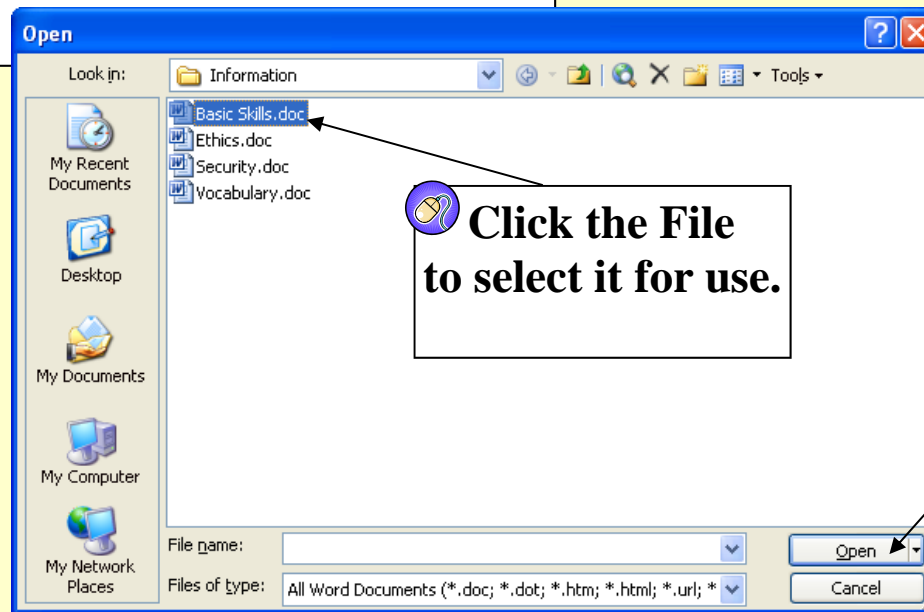 Open
Look in: Information Tools
Basic Skills.doc
Ethics.doc
Security.doc
Vocabulary.doc
My Recent
Documents
Desktop
My Documents
My Computer
My Network
Places
Click the File
to select it for use.
File name: Open
Files of type: All Word Documents (*.doc; *.dot; *.htm; *.html; *.url; * Cancel